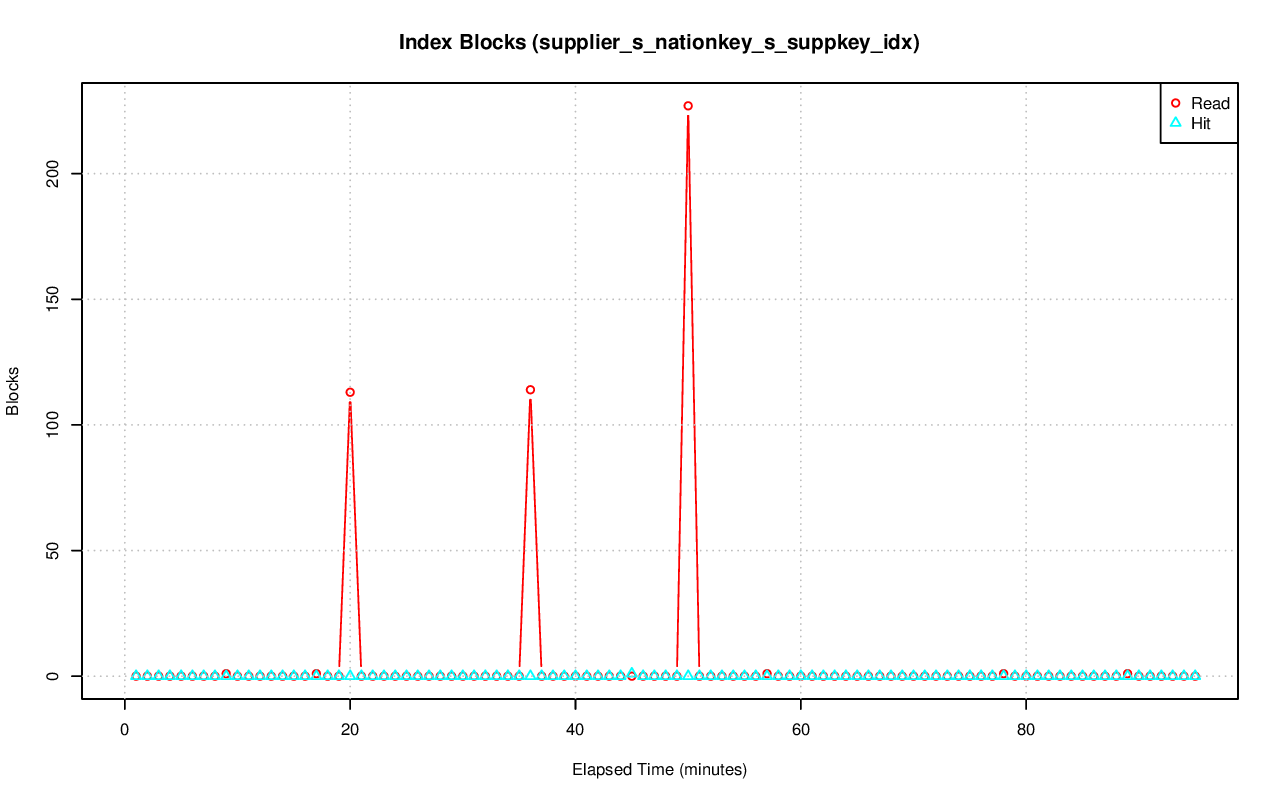 Index Blocks (supplier_s_nationkey_s_suppkey_idx)
Read
Hit
Blocks
200
150
100
50
0
0 20 40 60 80
Elapsed Time (minutes)